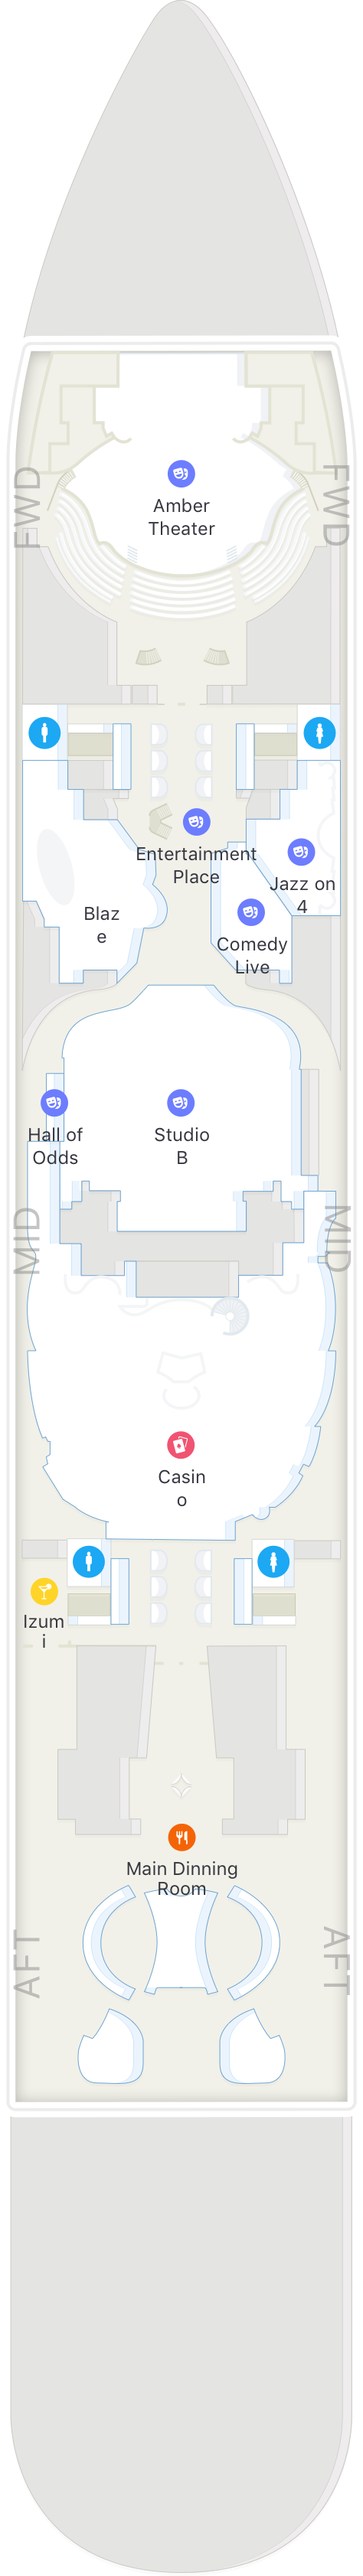 FWD
FWD
Amber
Theater
Entertainment
Place
Jazz on
4
Blaz
e
Comedy
Live
Hall of
Odds
Studio
B
MID
MID
Casin
o
Izum
i
Main Dinning
Room
AFT
AFT